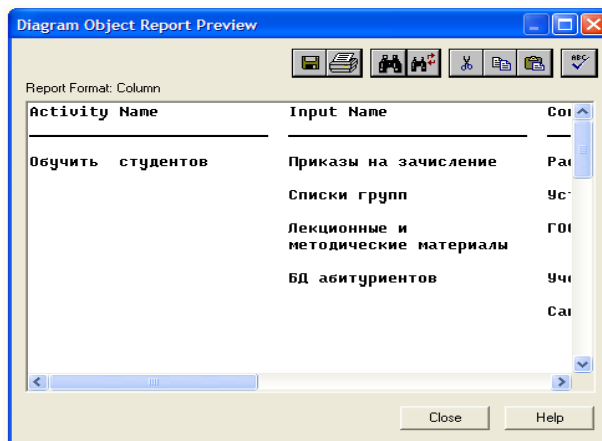 Diagram Object Report Preview
ABC
Report Format: Column
Activity Name Input Name
Обучить студентов Приказы на зачисление
Списки групп
Лекционные и
методические материалы
БД абитуриентов
Close Help